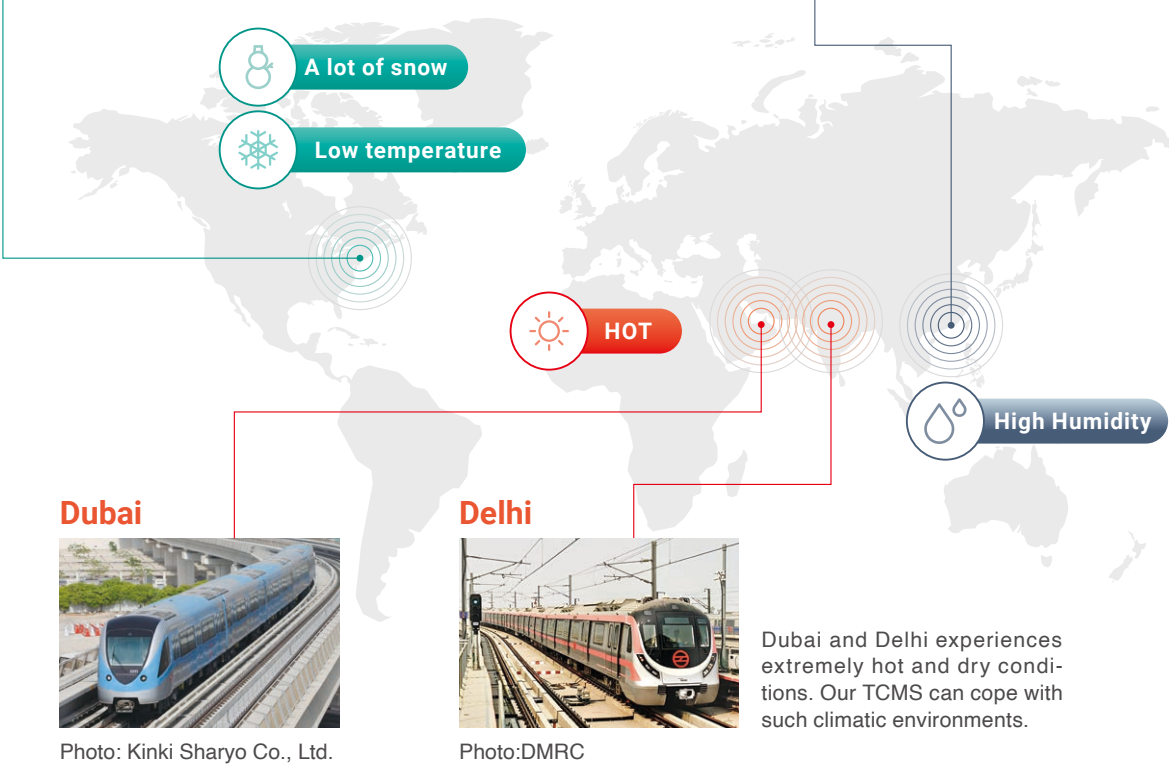 A lot of snow
Low temperature
HOT
High Humidity
Dubai
Delhi
Dubai and Delhi experiences
extremely hot and dry condi-
tions. Our TCMS can cope with
such climatic environments.
Photo: Kinki Sharyo Co., Ltd.
Photo:DMRC